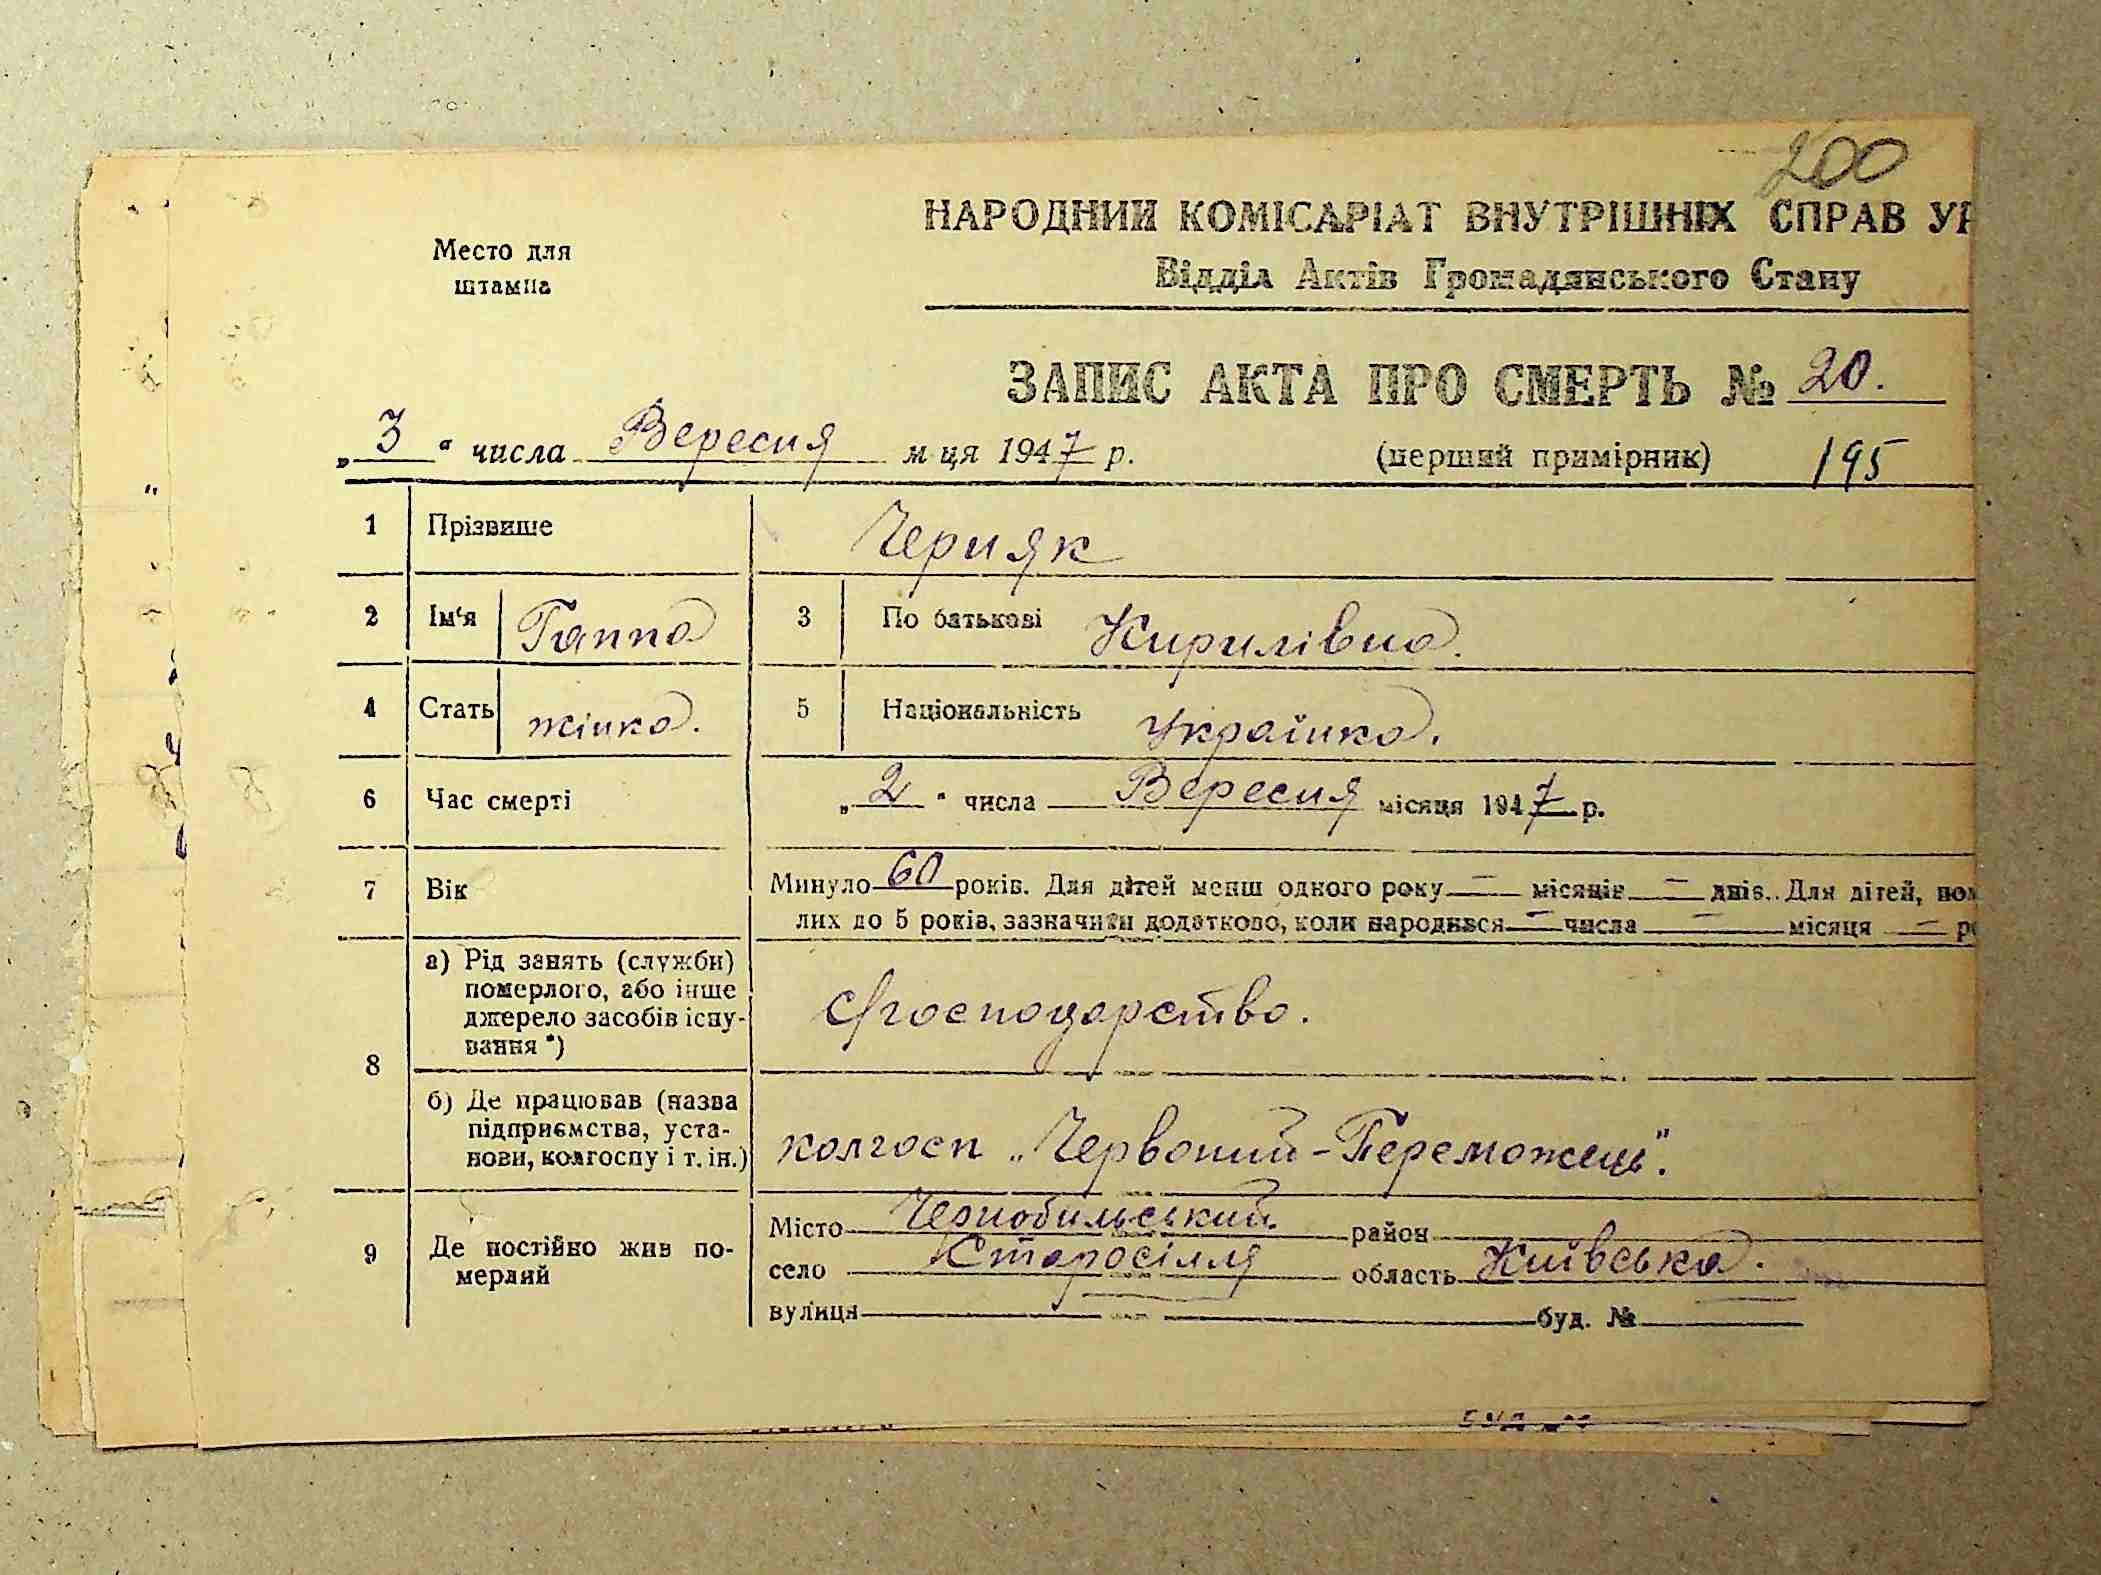 200
НАРОДНИЙ КОМІСАРІАТ ВНУТРІШНІХ СПРАВ УР
Место для
штампа
Відділ Актів Громадянського Стану
ЗАПИС АКТА ПРО СМЕРТЬ № 20.
„ 3 " числа Вересня м ця 1947 р. (перший примірник) 195
1 Прізвище Черняк
2 Ім'я Ганна 3 По батькові Кирилівна.
4 Стать жінка. 5 Національність Українка.
6 Час смерті „ 2 " числа Вересня місяця 1947 р.
7 Вік Минуло 60 років. Для дітей менш одного року — місяців — днів. Для дітей, пом
лих до 5 років, зазначити додатково, коли народився — числа — місяця — ро
8 а) Рід занять (служби)
померлого, або інше
джерело засобів існу-
вання *) С/господарство.
б) Де працював (назва
підприємства, уста-
нови, колгоспу і т. ін.) колгосп „Червоний-Переможець".
9 Де постійно жив по-
мерлий
Місто Чернобильський район
село Старосілля область Київська.
вулиця буд. №